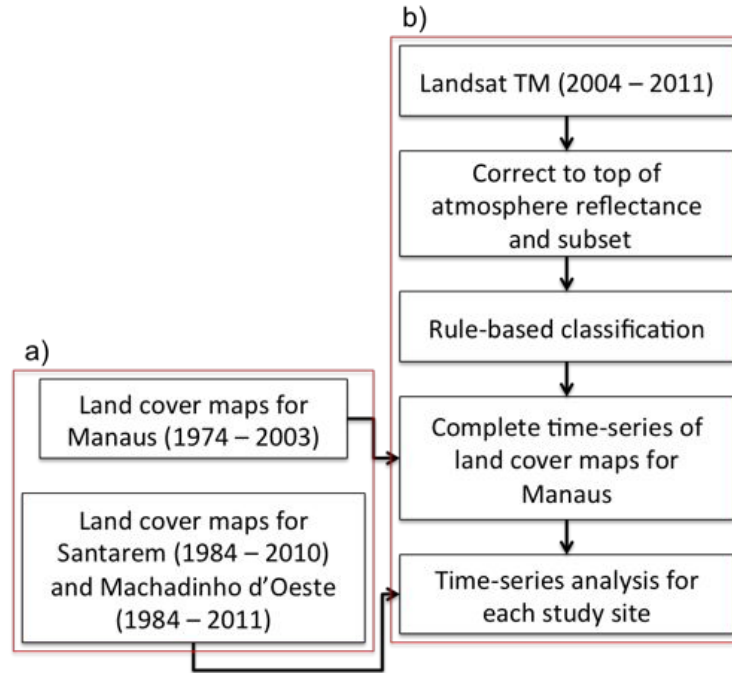 a)
Land cover maps for
Manaus (1974 – 2003)
Land cover maps for
Santarem (1984 – 2010)
and Machadinho d'Oeste
(1984 – 2011)
b)
Landsat TM (2004 – 2011)
Correct to top of
atmosphere reflectance
and subset
Rule-based classification
Complete time-series of
land cover maps for
Manaus
Time-series analysis for
each study site